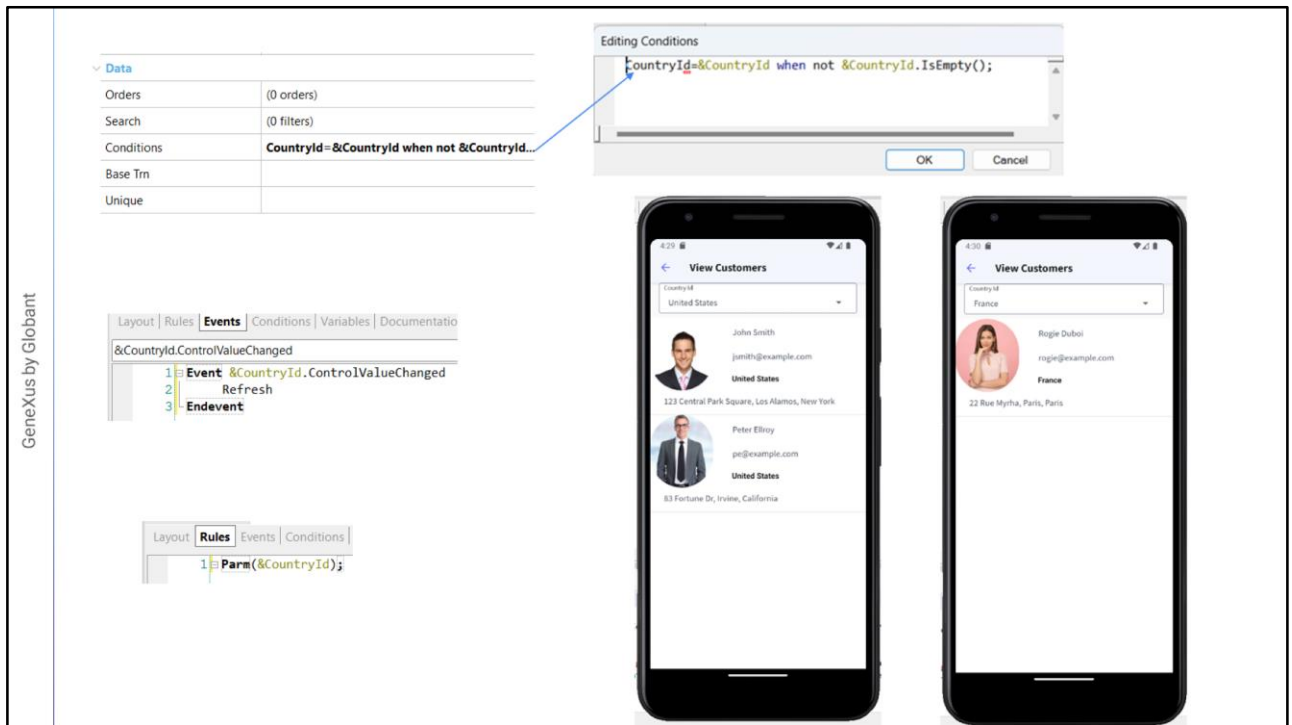 GeneXus by Globant
Data
Orders (0 orders)
Search (0 filters)
Conditions CountryId=&CountryId when not &CountryId...
Base Trn
Unique
Editing Conditions
CountryId=&CountryId when not &CountryId.IsEmpty();
OK Cancel
Layout Rules Events Conditions Variables Documentatio
&CountryId.ControlValueChanged
1 Event &CountryId.ControlValueChanged
2 Refresh
3 Endevent
Layout Rules Events Conditions
1 Parm(&CountryId);
4:29
View Customers
Country Id
United States
John Smith
jsmith@example.com
United States
123 Central Park Square, Los Alamos, New York
Peter Ellroy
pe@example.com
United States
83 Fortune Dr, Irvine, California
4:30
View Customers
Country Id
France
Rogie Duboi
rogie@example.com
France
22 Rue Myrha, Paris, Paris